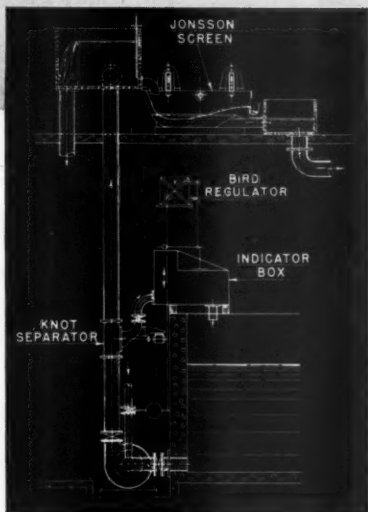 JONSSON
SCREEN
BIRD
REGULATOR
INDICATOR
BOX
KNOT
SEPARATOR